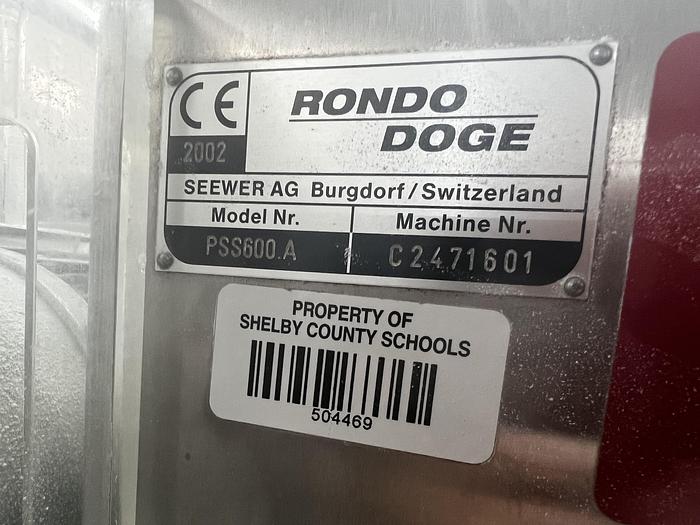 CE
2002
RONDO
DOGE
SEEWER AG Burgdorf/Switzerland
Model Nr.
Machine Nr.
PSS600.A
C2471601
PROPERTY OF
SHELBY COUNTY SCHOOLS
504469